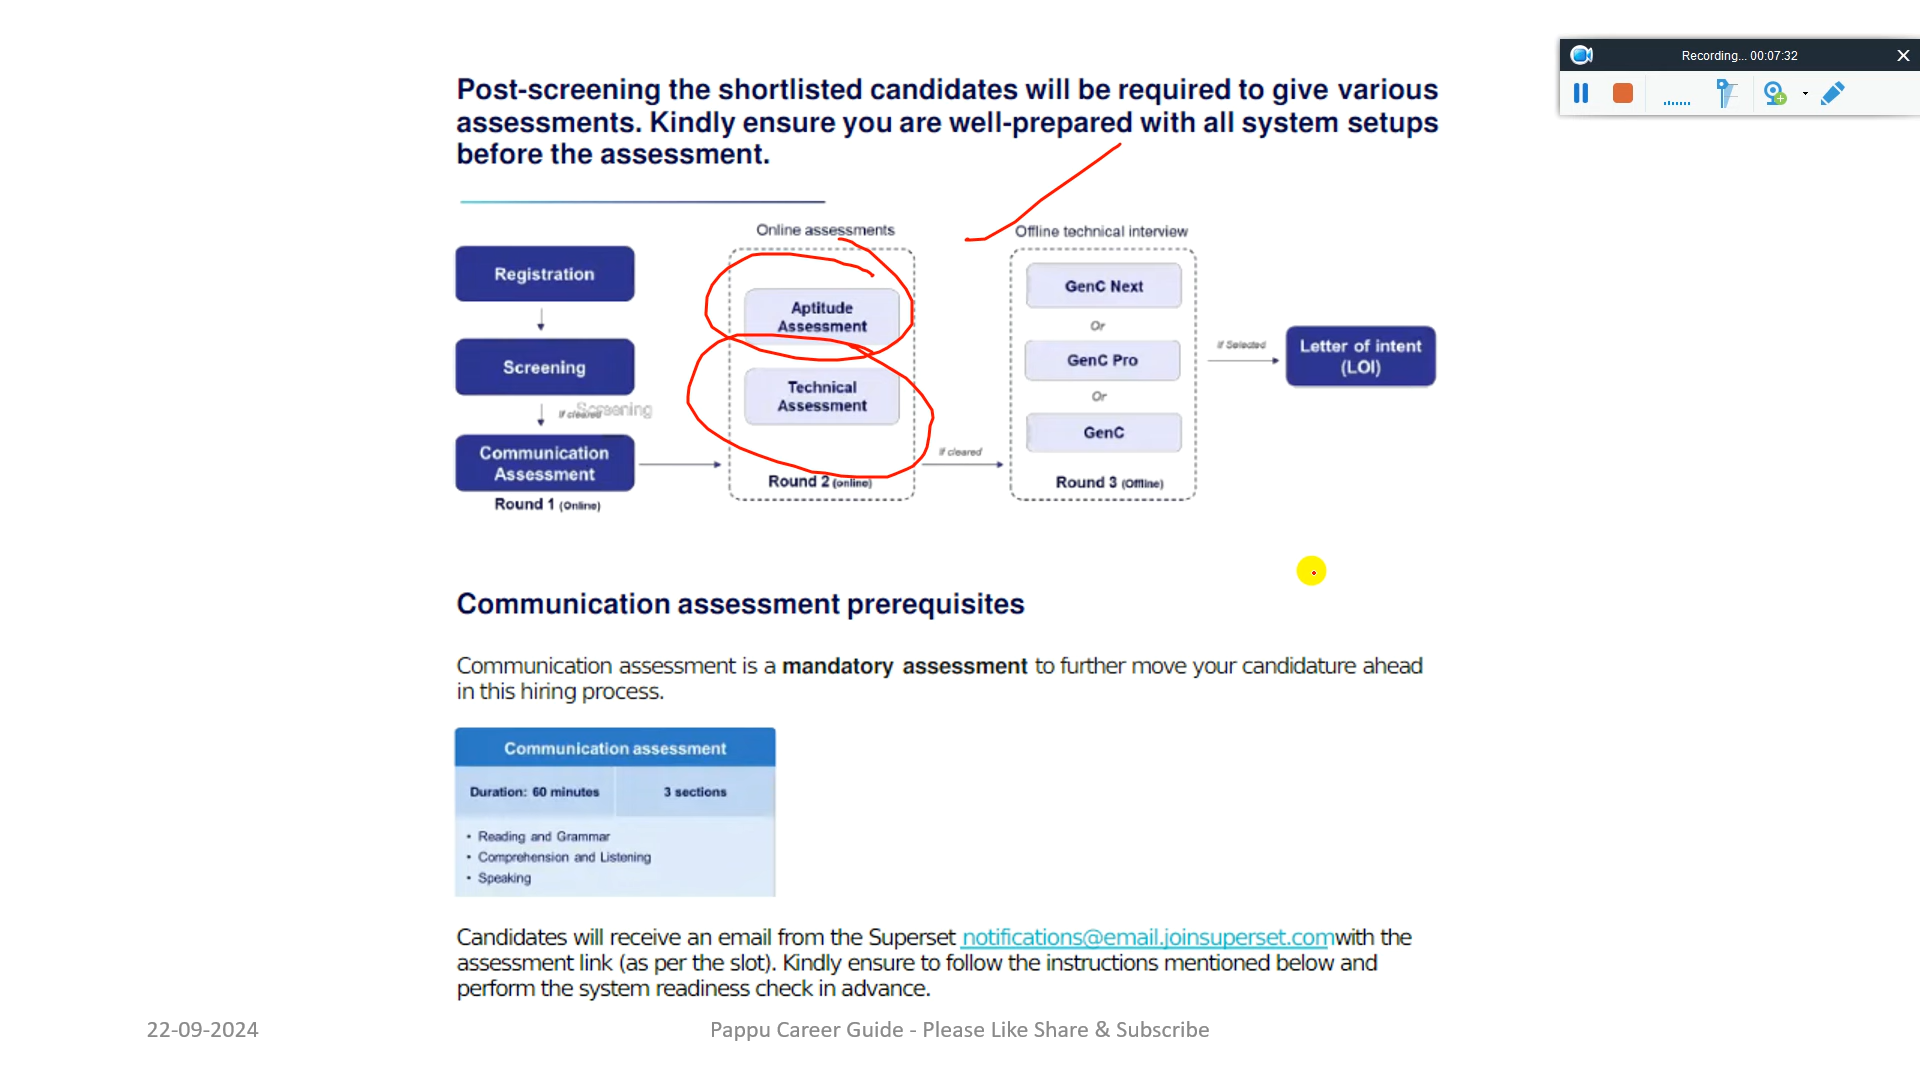 Recording... 00:07:32
Post-screening the shortlisted candidates will be required to give various
assessments. Kindly ensure you are well-prepared with all system setups
before the assessment.
Online assessments
Offline technical interview
Registration
Screening
If cleared
Screening
Communication
Assessment
Round 1 (Online)
Aptitude
Assessment
Technical
Assessment
Round 2 (online)
If cleared
GenC Next
Or
GenC Pro
Or
GenC
Round 3 (Offline)
If Selected
Letter of intent
(LOI)
Communication assessment prerequisites
Communication assessment is a mandatory assessment to further move your candidature ahead
in this hiring process.
Communication assessment
Duration: 60 minutes
3 sections
• Reading and Grammar
• Comprehension and Listening
• Speaking
Candidates will receive an email from the Superset notifications@email.joinsuperset.comwith the
assessment link (as per the slot). Kindly ensure to follow the instructions mentioned below and
perform the system readiness check in advance.
22-09-2024
Pappu Career Guide - Please Like Share & Subscribe